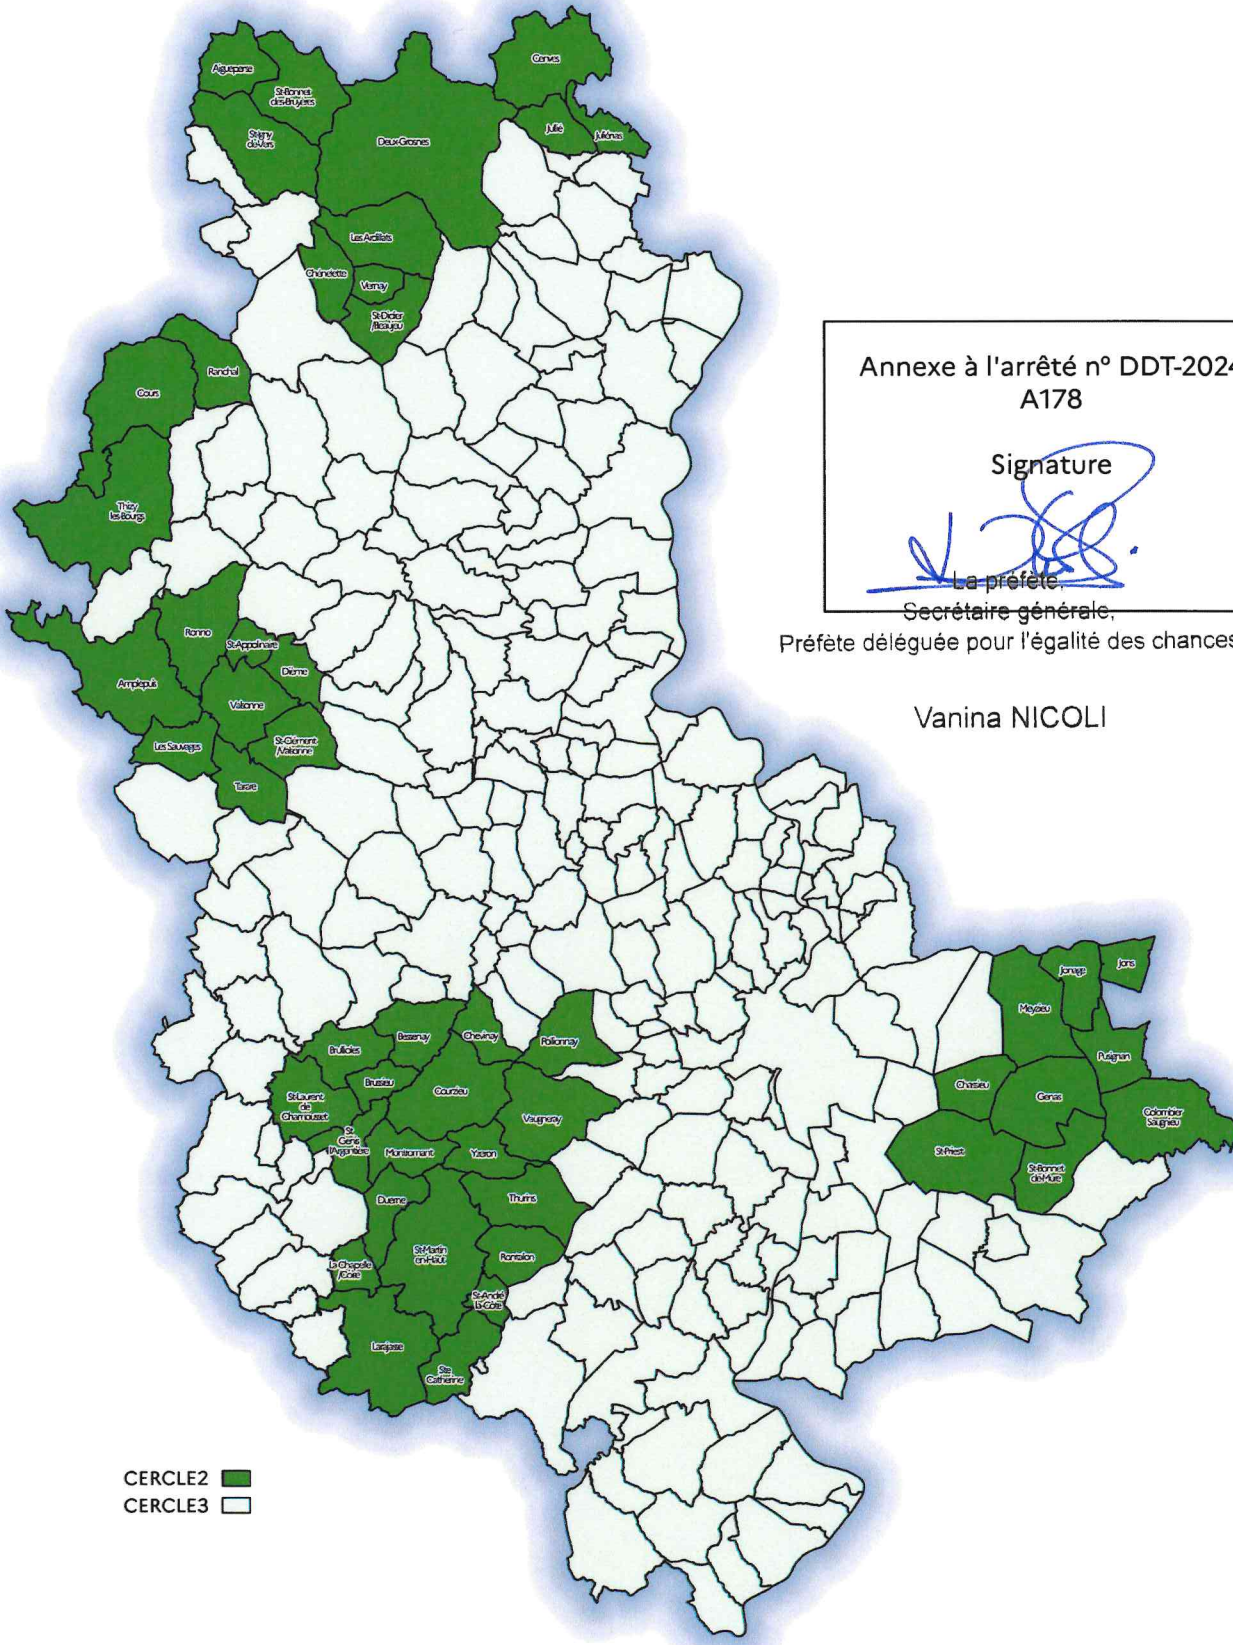 Aigueperse
St-Bonnet
des-Bruyères
St-Igny
de-Vers
Deux-Grosnes
Cenves
Jullié
Juliénas
Les Ardillats
Chénelette
Vernay
St-Didier
/Beaujeu
Ranchal
Cours
Thizy
les-Bourgs
Annexe à l'arrêté n° DDT-2024
A178
Signature
La préfète,
Secrétaire générale,
Préfète déléguée pour l'égalité des chances
Vanina NICOLI
Ronno
St-Appolinaire
Dième
Amplepuis
Valsonne
Les Sauvages
St-Clément
/Valsonne
Tarare
Jons
Jonage
Meyzieu
Pusignan
Chassieu
Genas
Colombier
Saugnieu
St-Priest
St-Bonnet
de-Mure
Bessenay
Chevinay
Pollionnay
Brullioles
Brussieu
Courzieu
St-Laurent
de
Chamousset
Vaugneray
St
Genis
l'Argentière
Montromant
Yzeron
Duerne
Thurins
St-Martin
en-Haut
Rontalon
La Chapelle
/Coise
St-André
la-Côte
Larajasse
Ste
Catherine
CERCLE2
CERCLE3